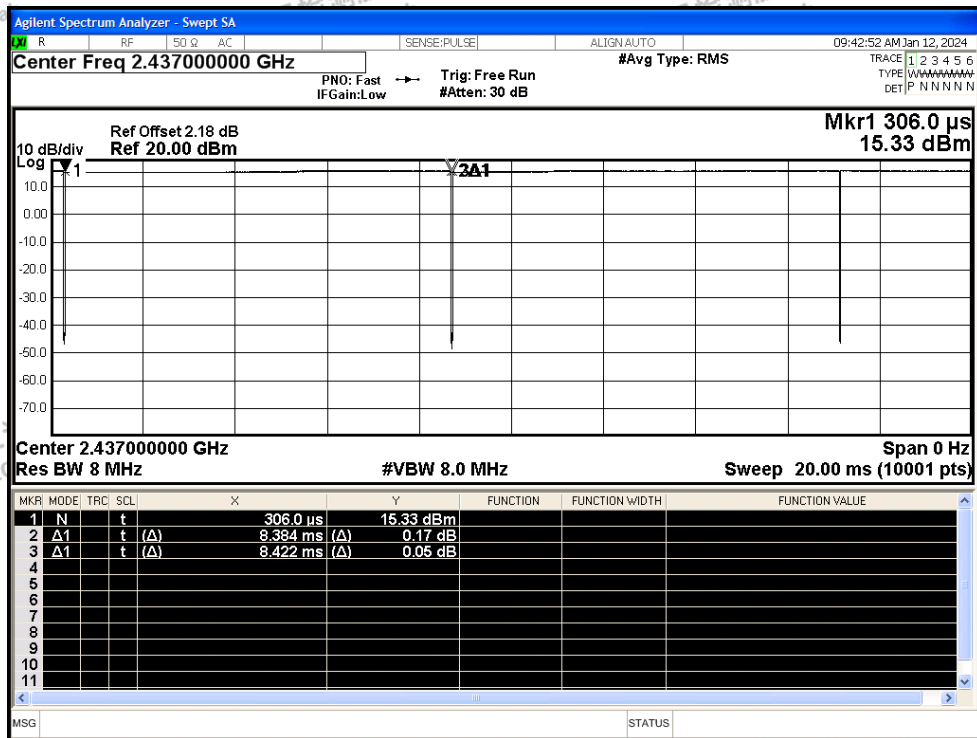 Agilent Spectrum Analyzer - Swept SA
LXI R RF 50 Ω AC SENSE:PULSE ALIGN AUTO 09:42:52 AM Jan 12, 2024
Center Freq 2.437000000 GHz #Avg Type: RMS TRACE 1 2 3 4 5 6
PNO: Fast Trig: Free Run TYPE WWWWWW
IFGain:Low #Atten: 30 dB DET P N N N N N
Mkr1 306.0 µs
Ref Offset 2.18 dB
10 dB/div Ref 20.00 dBm 15.33 dBm
Log
1 3Δ1
10.0
0.00
-10.0
-20.0
-30.0
-40.0
-50.0
-60.0
-70.0
Center 2.437000000 GHz Span 0 Hz
Res BW 8 MHz #VBW 8.0 MHz Sweep 20.00 ms (10001 pts)
MKR MODE TRC SCL X Y FUNCTION FUNCTION WIDTH FUNCTION VALUE
1 N t 306.0 µs 15.33 dBm
2 Δ1 t (Δ) 8.384 ms (Δ) 0.17 dB
3 Δ1 t (Δ) 8.422 ms (Δ) 0.05 dB
4
5
6
7
8
9
10
11
MSG STATUS